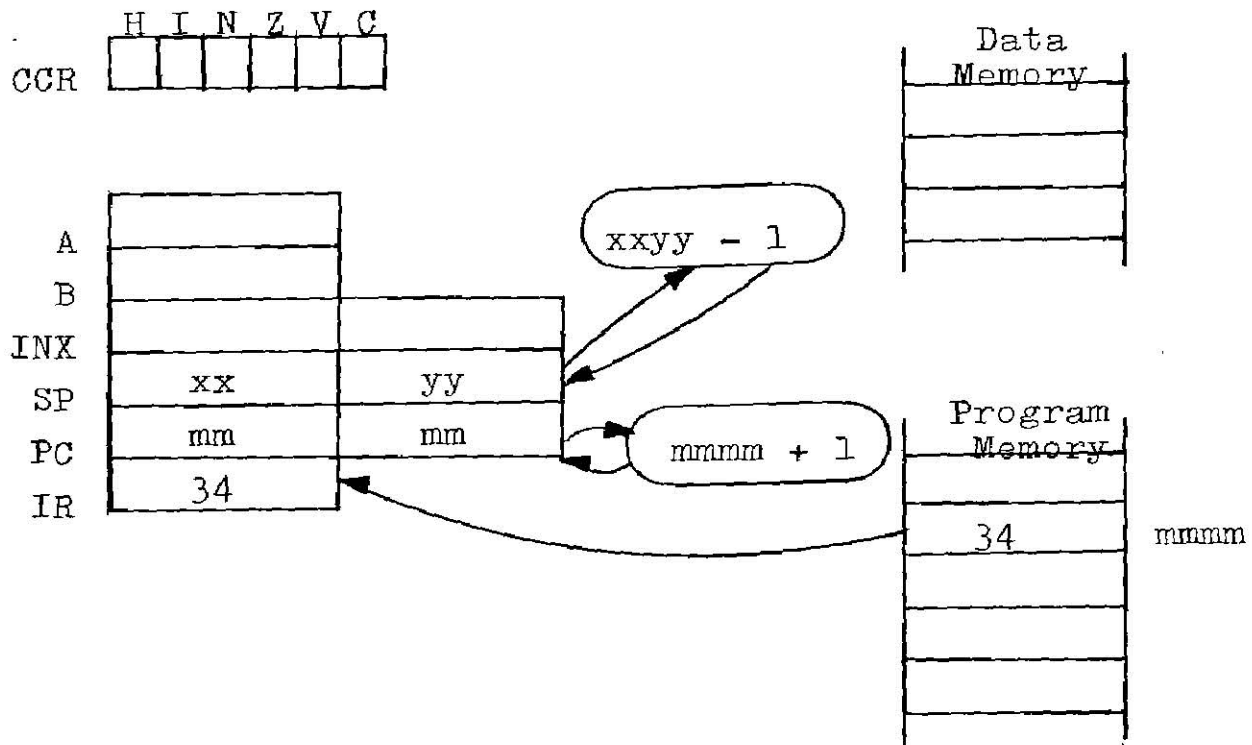 H I N Z V C
CCR
Data
Memory
A
xxyy - 1
B
INX
xx yy
SP
mm mm
PC
mmmm + 1
Program
Memory
34
IR
34 mmmm